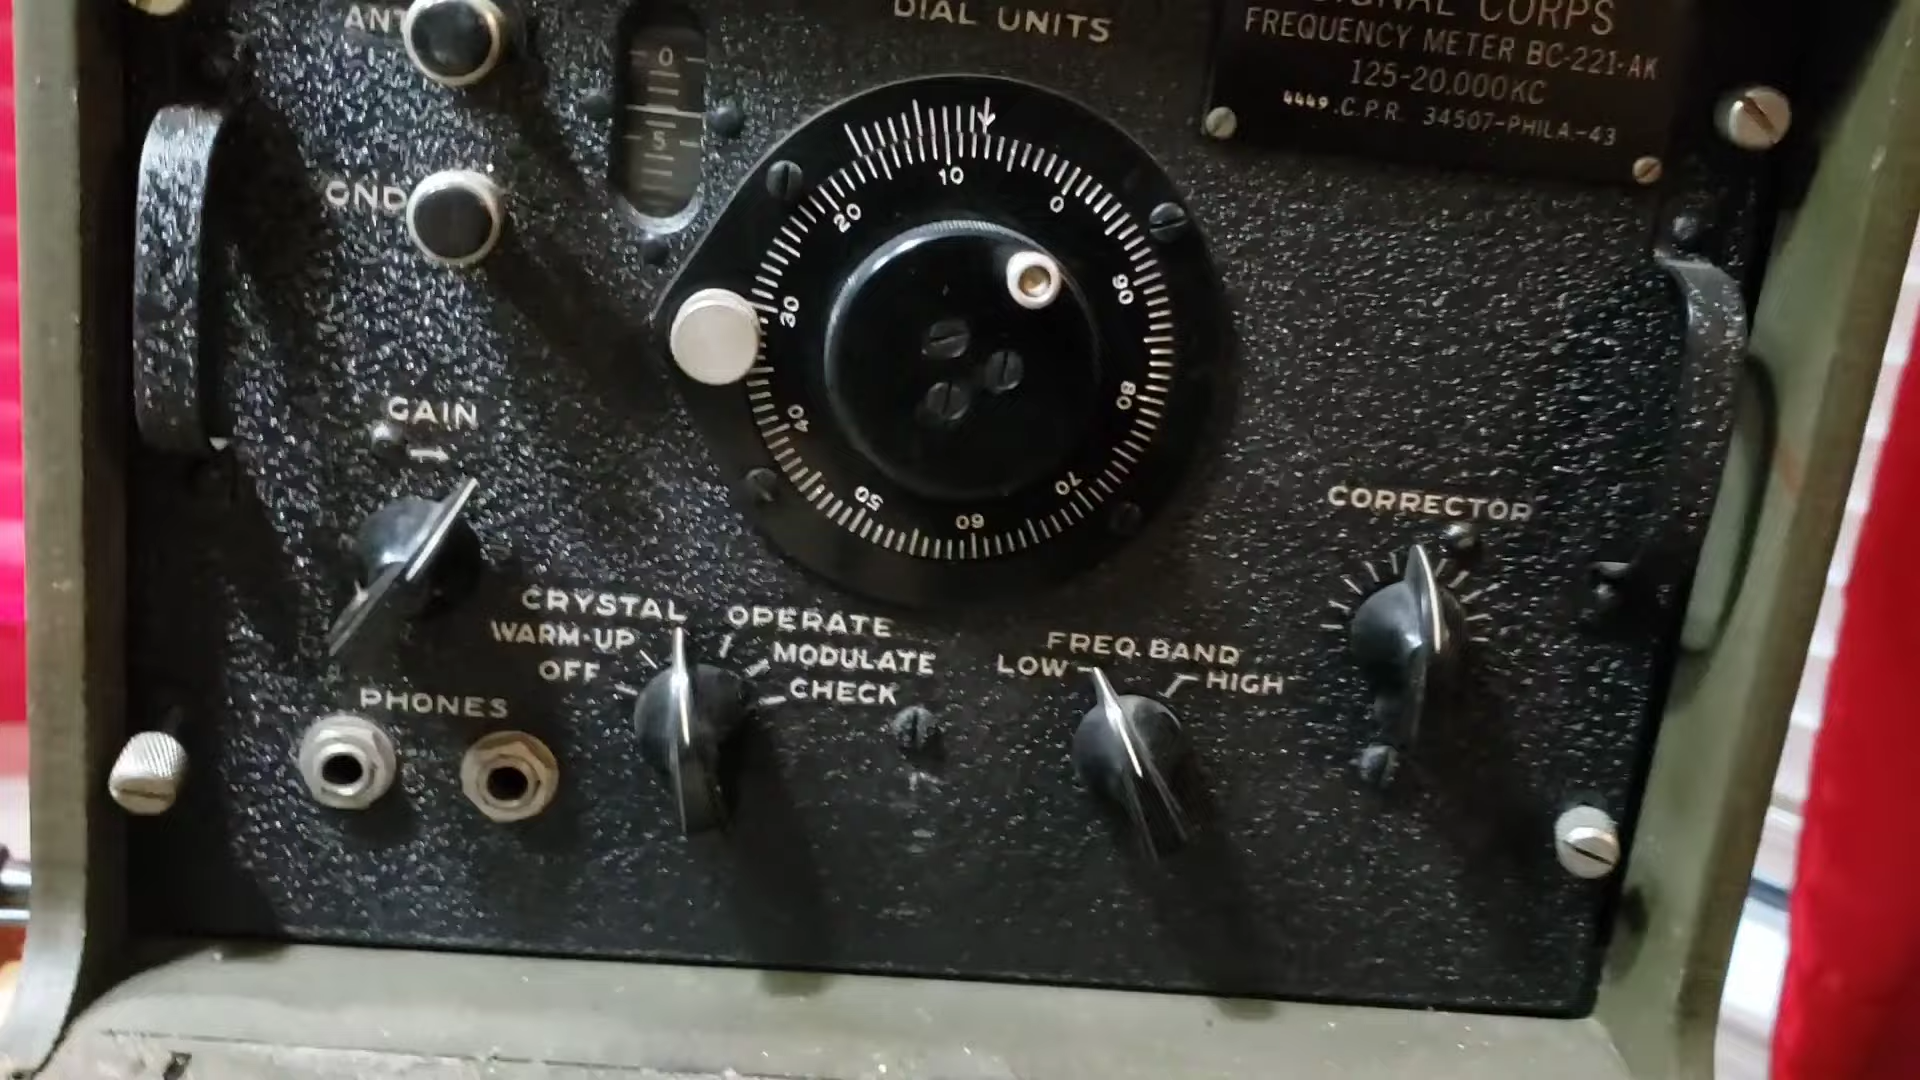 ANT
DIAL UNITS
SIGNAL CORPS
FREQUENCY METER BC-221-AK
125-20,000 KC
4449.C.P.R. 34507-PHILA-43
0
5
GND
10
0
20
90
30
80
40
70
50
60
GAIN
CORRECTOR
CRYSTAL
OPERATE
WARM-UP
MODULATE
OFF
CHECK
FREQ. BAND
LOW
HIGH
PHONES